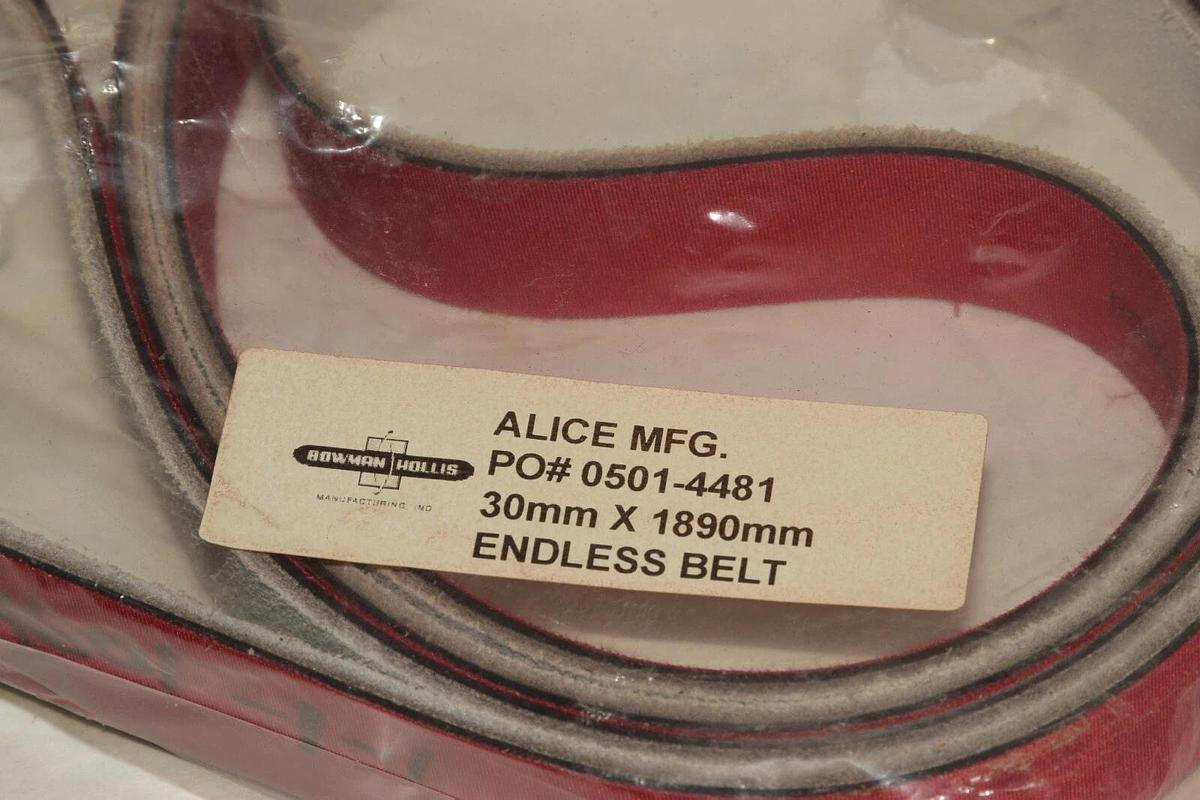 BOWMAN HOLLIS
MANUFACTURING INC
ALICE MFG.
PO# 0501-4481
30mm X 1890mm
ENDLESS BELT